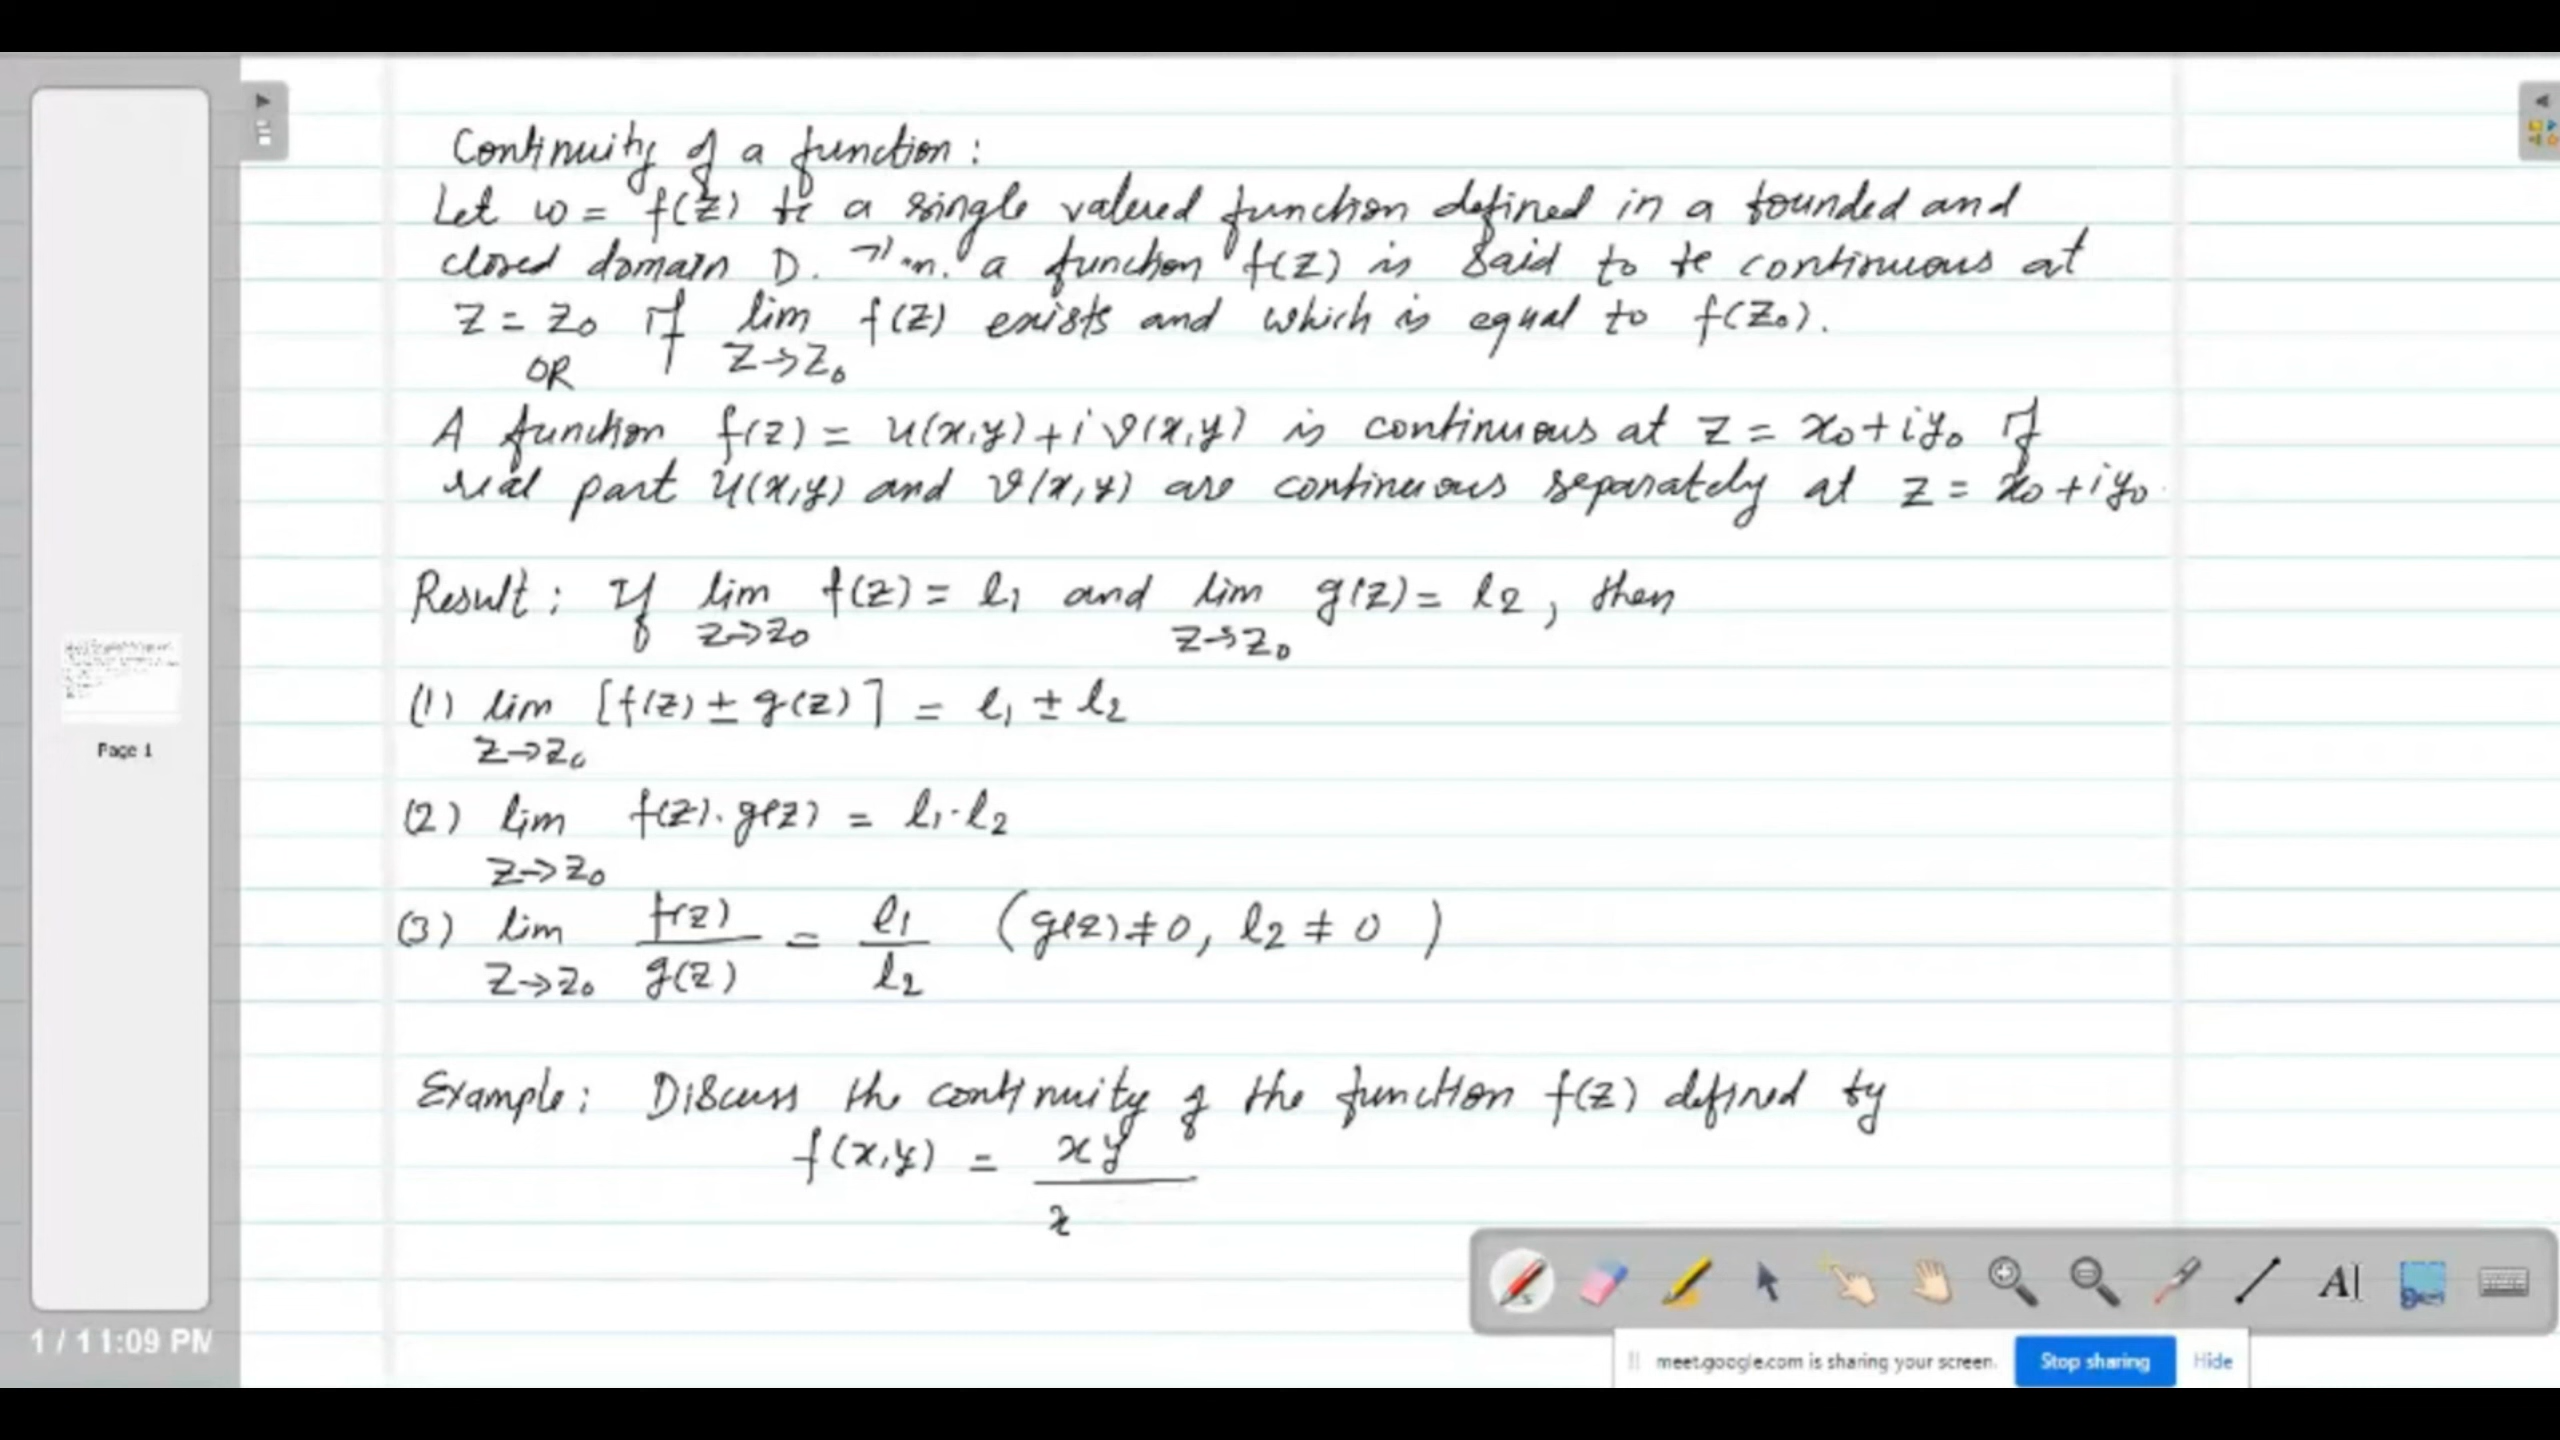 Continuity of a function :
Let w = f(z) be a single valued function defined in a bounded and
closed domain D. Then a function f(z) is said to be continuous at
z = z₀ if lim f(z) exists and which is equal to f(z₀).
z→z₀
OR
A function f(z) = u(x,y) + i v(x,y) is continuous at z = x₀ + iy₀ if
real part u(x,y) and v(x,y) are continuous separately at z = x₀ + iy₀
Result : If lim f(z) = l₁ and lim g(z) = l₂, then
z→z₀ z→z₀
(1) lim [f(z) ± g(z)] = l₁ ± l₂
z→z₀
(2) lim f(z). g(z) = l₁·l₂
z→z₀
(3) lim f(z)/g(z) = l₁/l₂ (g(z) ≠ 0, l₂ ≠ 0)
z→z₀
Example : Discuss the continuity of the function f(z) defined by
f(x,y) = xy
Page 1
1 / 11:09 PM
A
meet.google.com is sharing your screen.
Stop sharing
Hide